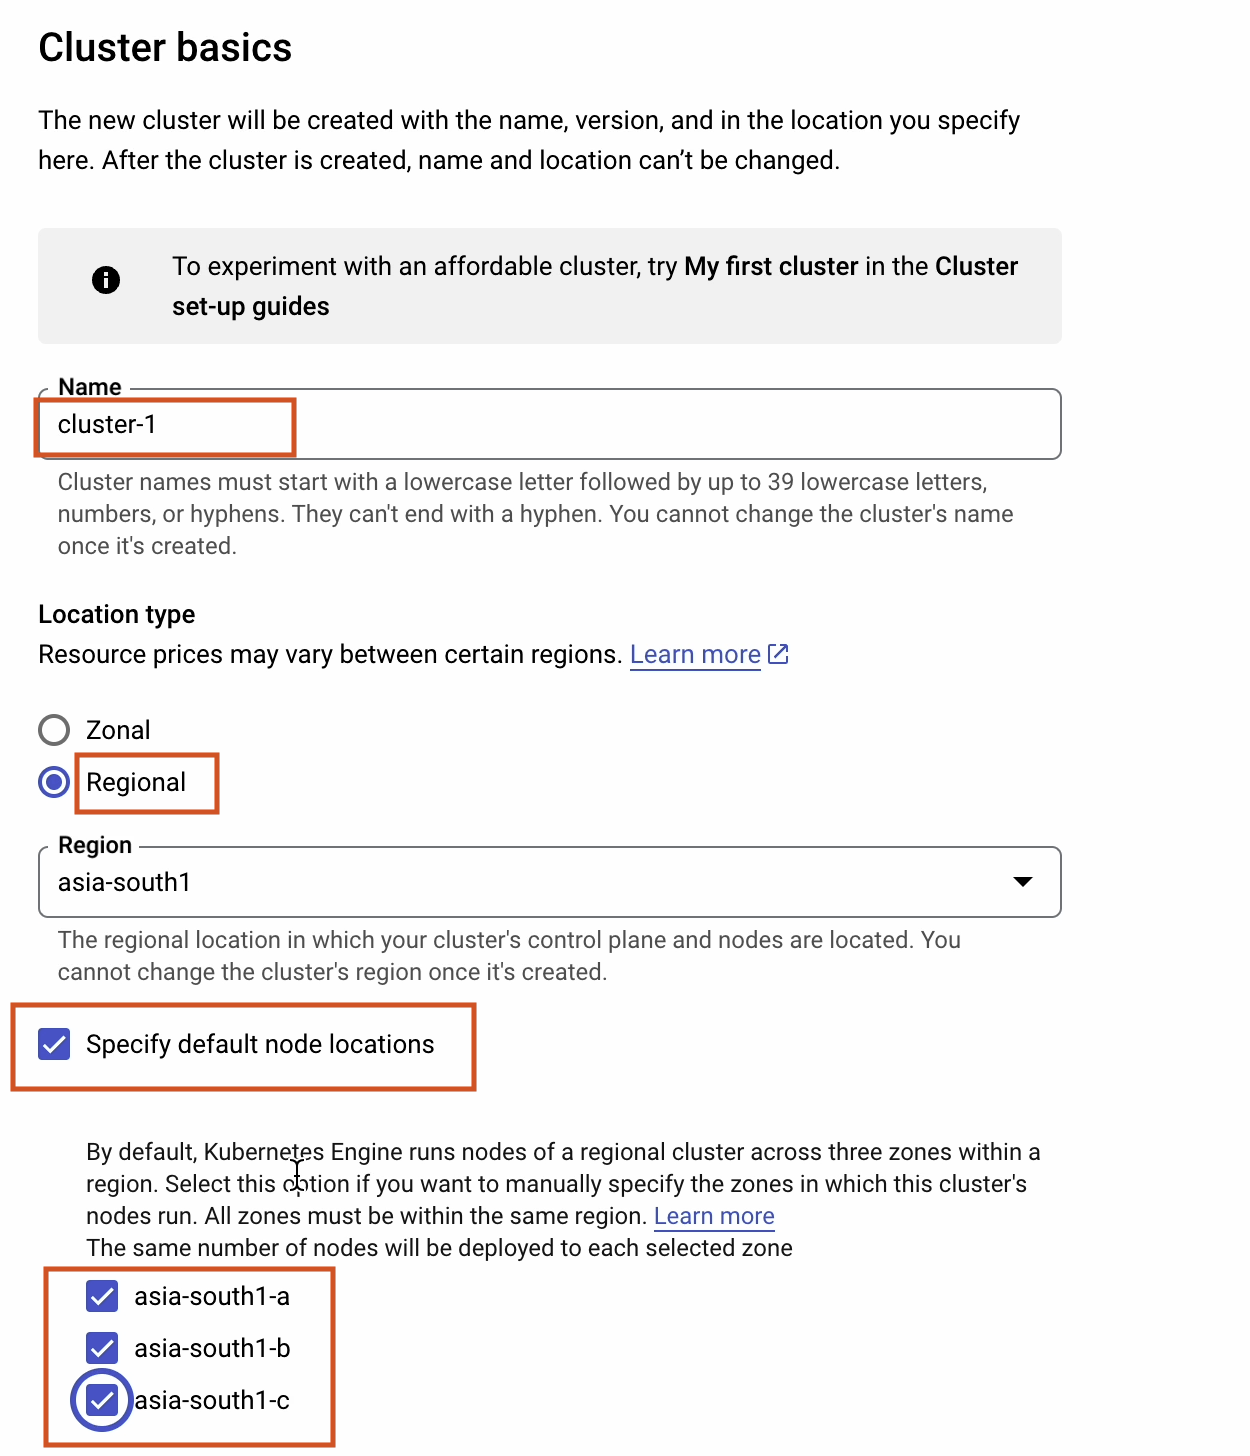 Cluster basics
The new cluster will be created with the name, version, and in the location you specify
here. After the cluster is created, name and location can’t be changed.
To experiment with an affordable cluster, try My first cluster in the Cluster
set-up guides
Name
cluster-1
Cluster names must start with a lowercase letter followed by up to 39 lowercase letters,
numbers, or hyphens. They can't end with a hyphen. You cannot change the cluster's name
once it's created.
Location type
Resource prices may vary between certain regions. Learn more
Zonal
Regional
Region
asia-south1
The regional location in which your cluster's control plane and nodes are located. You
cannot change the cluster's region once it's created.
Specify default node locations
By default, Kubernetes Engine runs nodes of a regional cluster across three zones within a
region. Select this option if you want to manually specify the zones in which this cluster's
nodes run. All zones must be within the same region. Learn more
The same number of nodes will be deployed to each selected zone
asia-south1-a
asia-south1-b
asia-south1-c